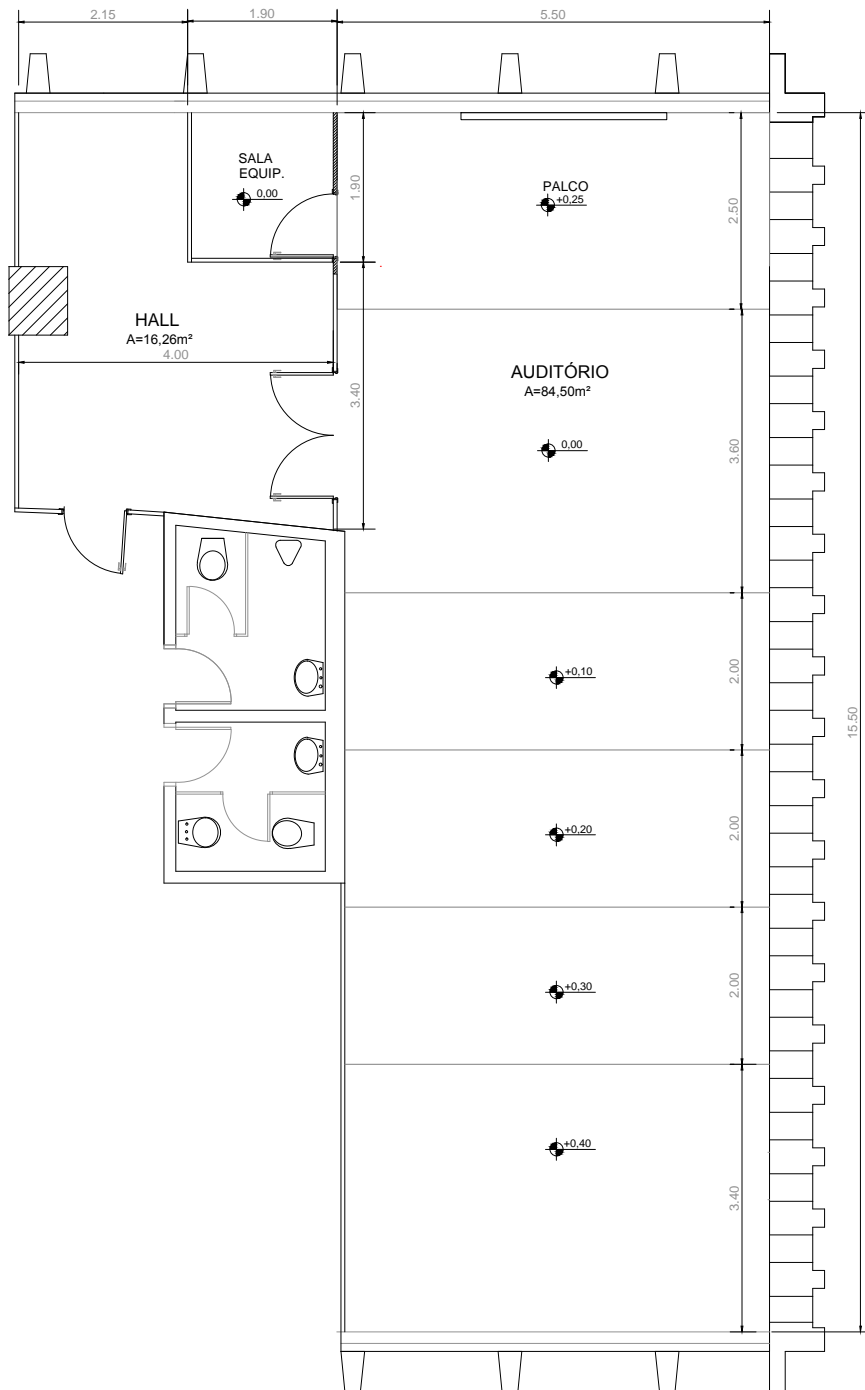 2.15
1.90
5.50
SALA
EQUIP.
0,00
1.90
PALCO
+0,25
2.50
HALL
A=16,26m²
4.00
3.40
AUDITÓRIO
A=84,50m²
0,00
3.60
+0,10
2.00
15.50
+0,20
2.00
+0,30
2.00
+0,40
3.40